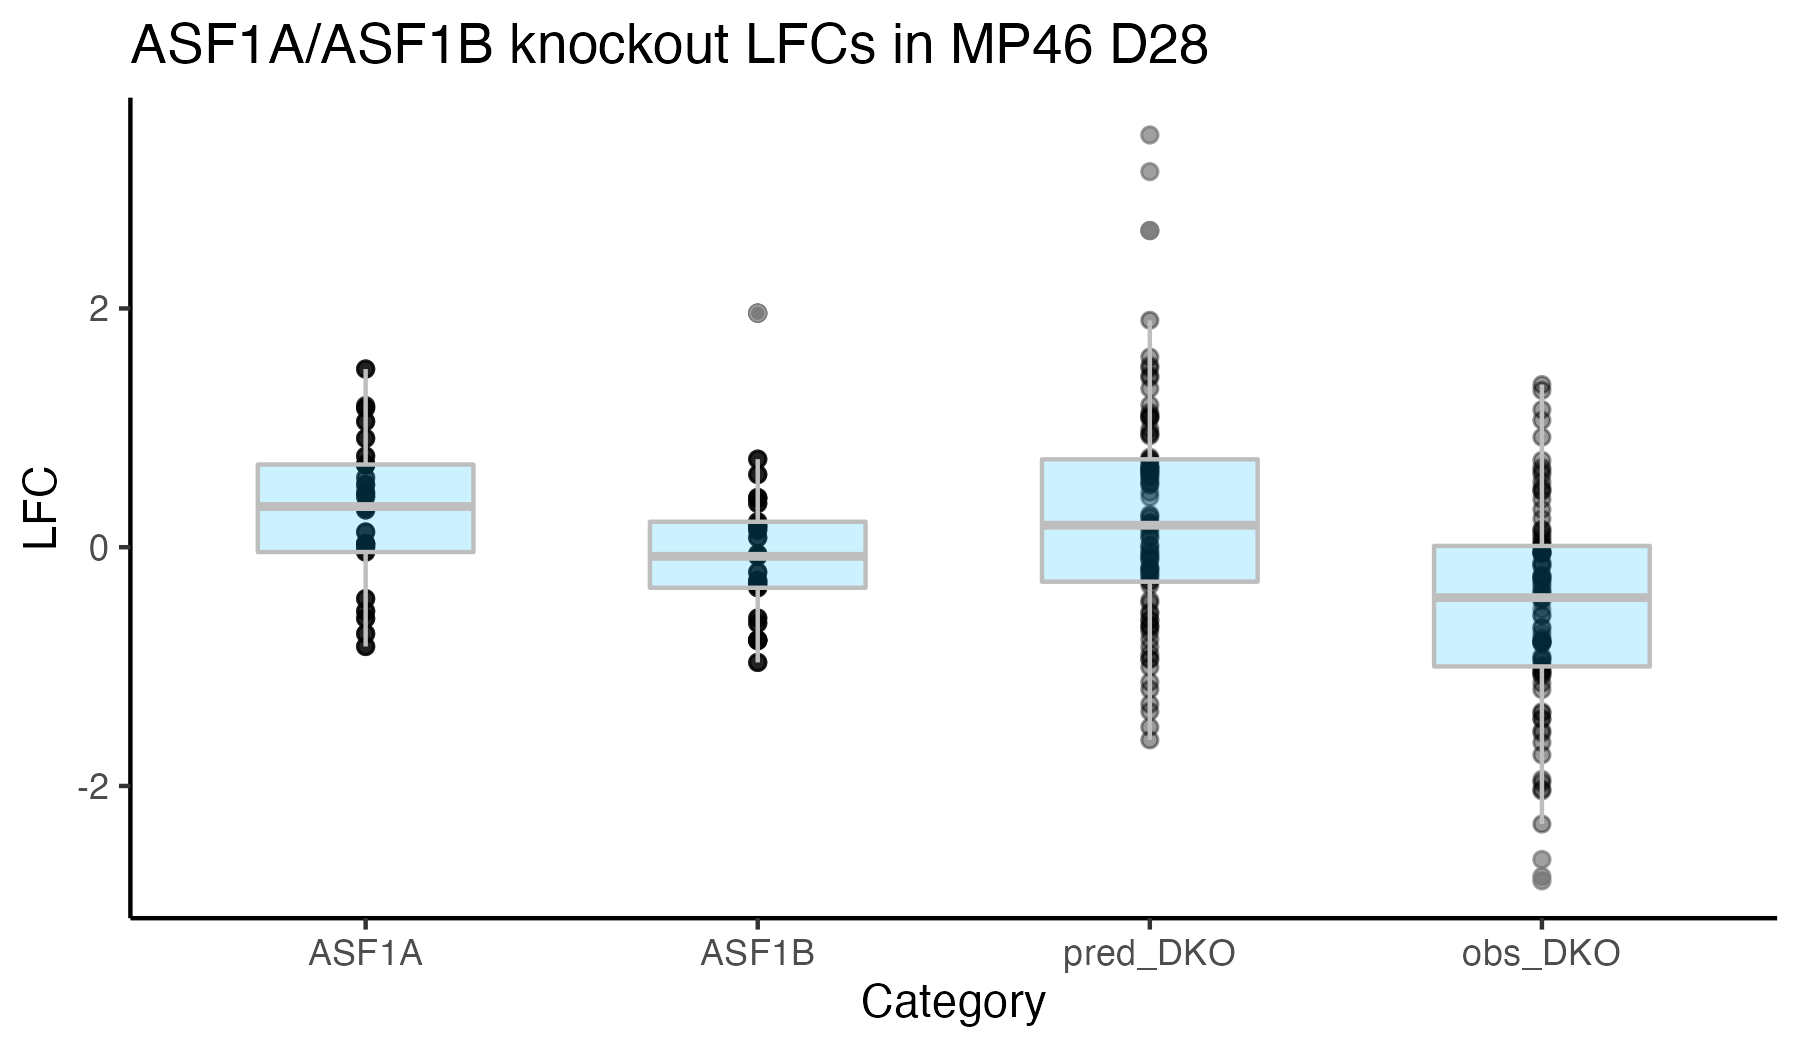 ASF1A/ASF1B knockout LFCs in MP46 D28
LFC
2
0
-2
ASF1A
ASF1B
pred_DKO
obs_DKO
Category